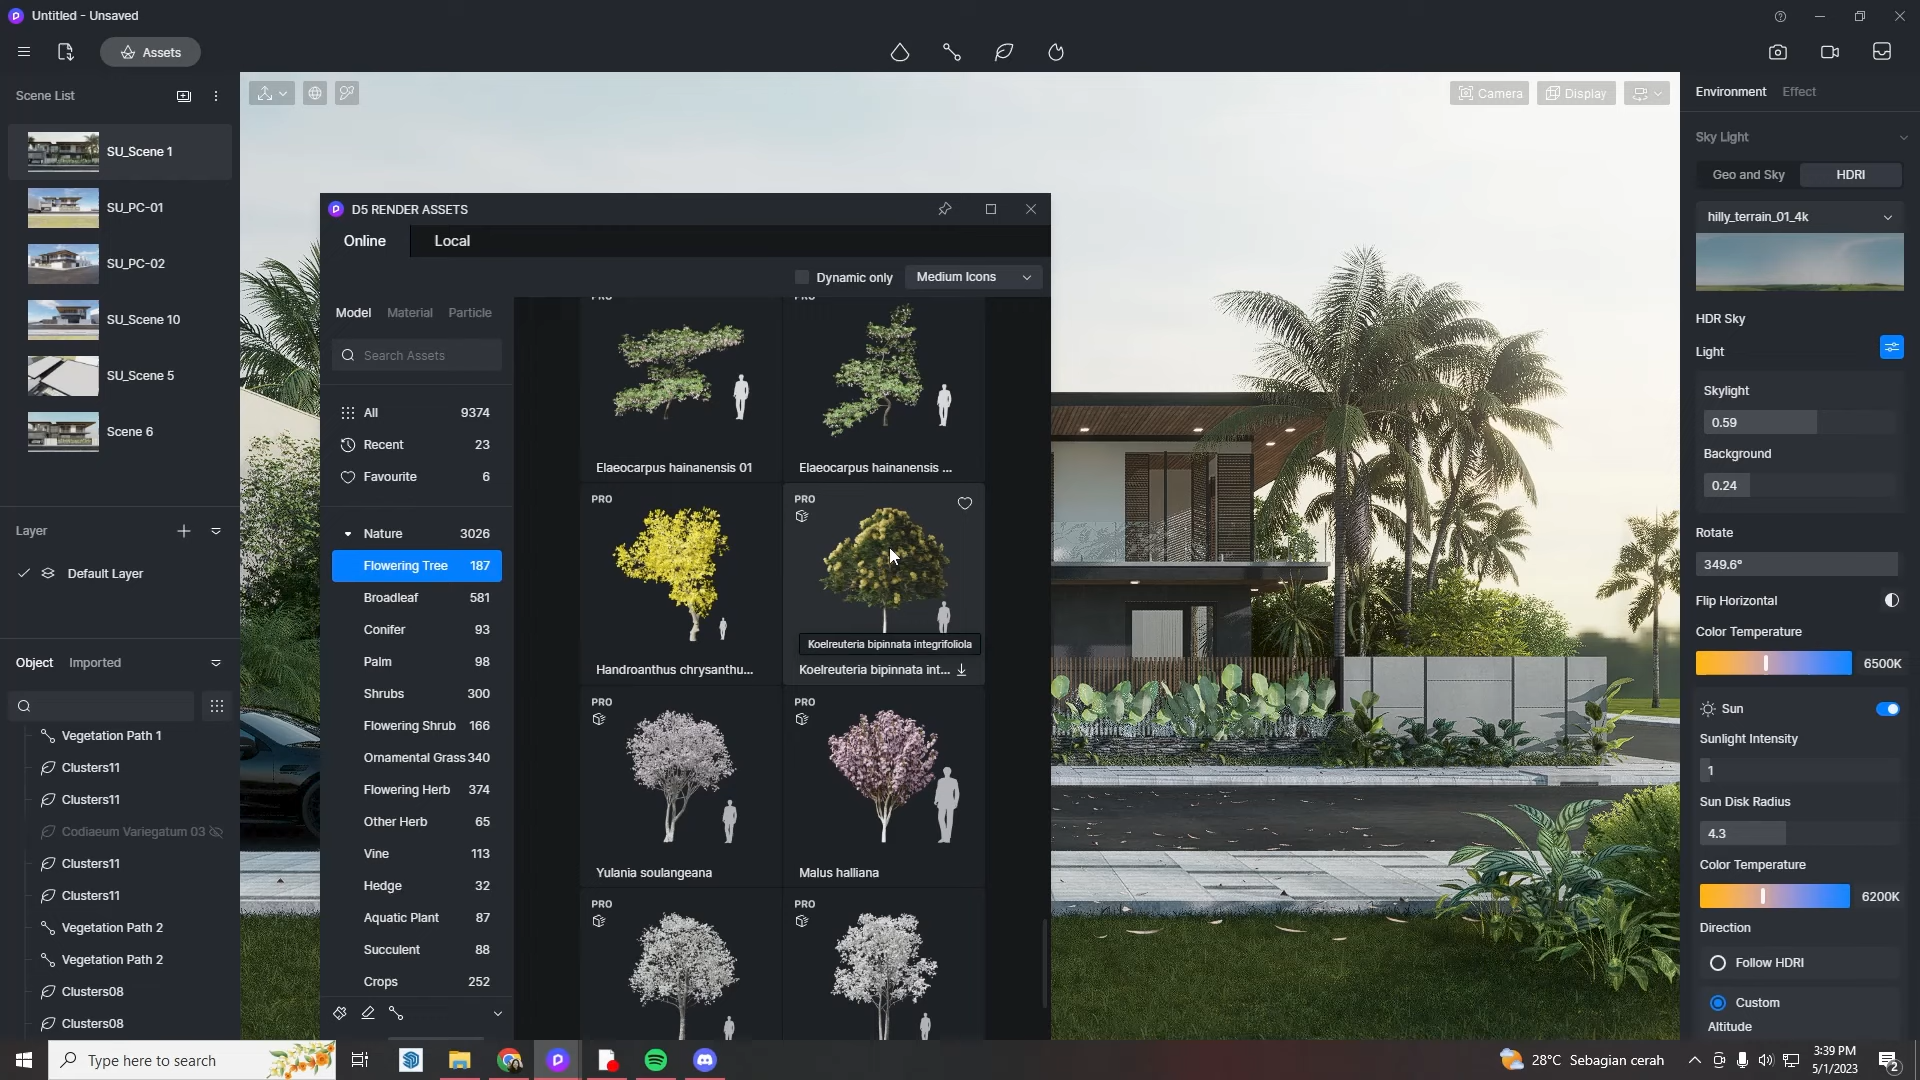 Untitled - Unsaved
Assets
Scene List
SU_Scene 1
SU_PC-01
SU_PC-02
SU_Scene 10
SU_Scene 5
Scene 6
Layer
Default Layer
Object Imported
Vegetation Path 1
Clusters11
Clusters11
Codiaeum Variegatum 03
Clusters11
Clusters11
Vegetation Path 2
Vegetation Path 2
Clusters08
Clusters08
Camera
Display
D5 RENDER ASSETS
Online Local
Dynamic only
Medium Icons
Model Material Particle
Search Assets
All 9374
Recent 23
Favourite 6
Nature 3026
Flowering Tree 187
Broadleaf 581
Conifer 93
Palm 98
Shrubs 300
Flowering Shrub 166
Ornamental Grass 340
Flowering Herb 374
Other Herb 65
Vine 113
Hedge 32
Aquatic Plant 87
Succulent 88
Crops 252
PRO PRO
Elaeocarpus hainanensis 01
Elaeocarpus hainanensis ...
PRO PRO
Koelreuteria bipinnata integrifoliola
Handroanthus chrysanthu...
Koelreuteria bipinnata int...
PRO PRO
Yulania soulangeana
Malus halliana
PRO PRO
Environment Effect
Sky Light
Geo and Sky HDRI
hilly_terrain_01_4k
HDR Sky
Light
Skylight
0.59
Background
0.24
Rotate
349.6°
Flip Horizontal
Color Temperature
6500K
Sun
Sunlight Intensity
1
Sun Disk Radius
4.3
Color Temperature
6200K
Direction
Follow HDRI
Custom
Altitude
Type here to search
28°C Sebagian cerah
3:39 PM
5/1/2023
2